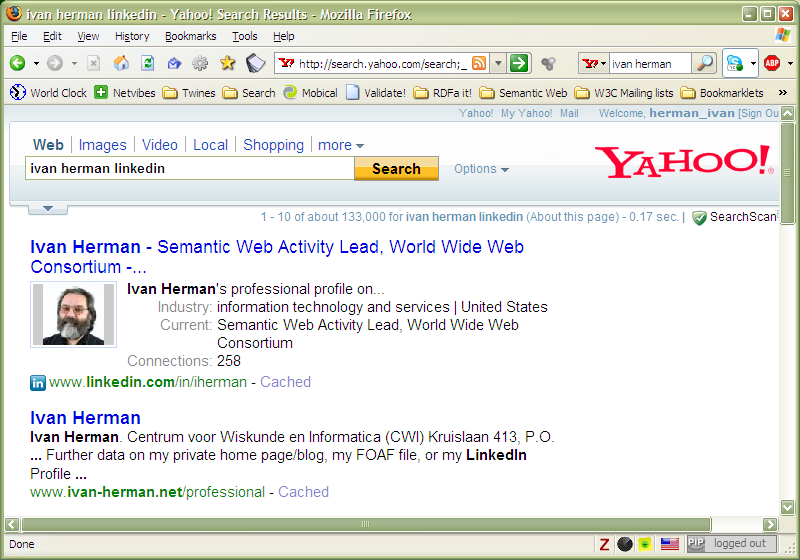 ivan herman linkedin - Yahoo! Search Results - Mozilla Firefox
File Edit View History Bookmarks Tools Help
http://search.yahoo.com/search;_ ivan herman ABP
World Clock Netvibes Twines Search Mobical Validate! RDFa it! Semantic Web W3C Mailing lists Bookmarklets »
Yahoo! My Yahoo! Mail Welcome, herman_ivan [Sign Ou
Web Images Video Local Shopping more
ivan herman linkedin Search Options YAHOO!
1 - 10 of about 133,000 for ivan herman linkedin (About this page) - 0.17 sec. | SearchScan
Ivan Herman - Semantic Web Activity Lead, World Wide Web
Consortium -...
Ivan Herman's professional profile on...
Industry: information technology and services | United States
Current: Semantic Web Activity Lead, World Wide Web
Consortium
Connections: 258
in www.linkedin.com/in/iherman - Cached
Ivan Herman
Ivan Herman. Centrum voor Wiskunde en Informatica (CWI) Kruislaan 413, P.O.
... Further data on my private home page/blog, my FOAF file, or my LinkedIn
Profile ...
www.ivan-herman.net/professional - Cached
Done Z PIP logged out